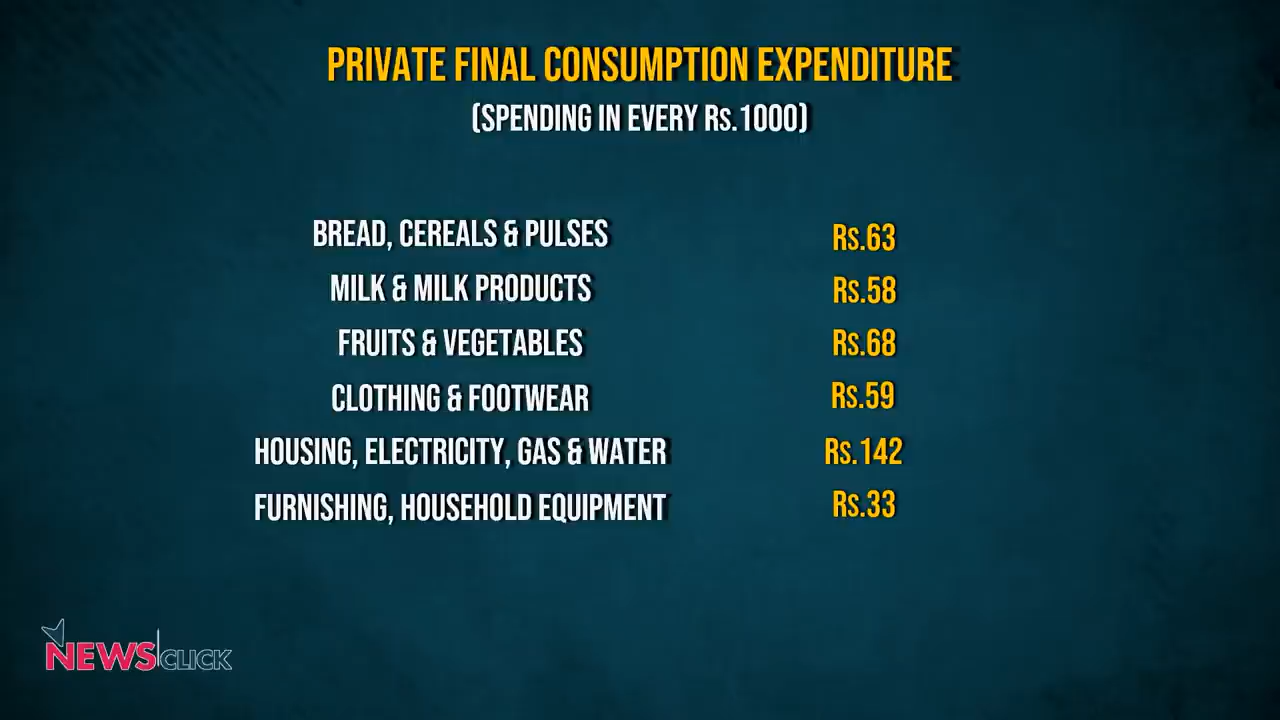 PRIVATE FINAL CONSUMPTION EXPENDITURE
(SPENDING IN EVERY Rs.1000)
BREAD, CEREALS & PULSES Rs.63
MILK & MILK PRODUCTS Rs.58
FRUITS & VEGETABLES Rs.68
CLOTHING & FOOTWEAR Rs.59
HOUSING, ELECTRICITY, GAS & WATER Rs.142
FURNISHING, HOUSEHOLD EQUIPMENT Rs.33
NEWSCLICK